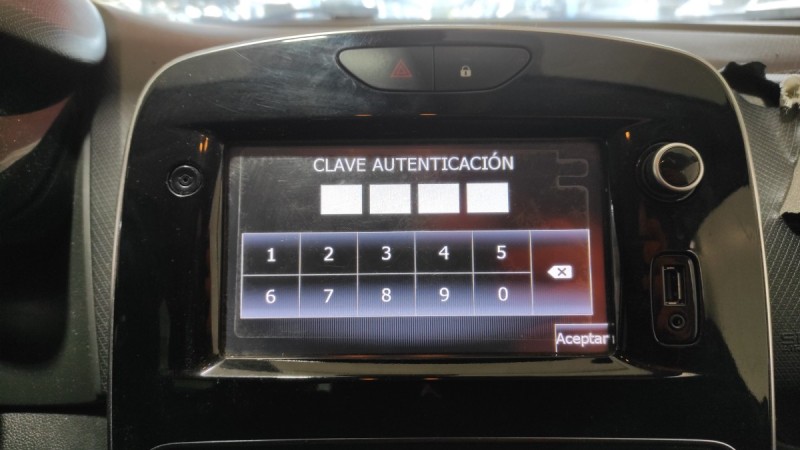 CLAVE AUTENTICACIÓN
1 2 3 4 5
6 7 8 9 0
Aceptar